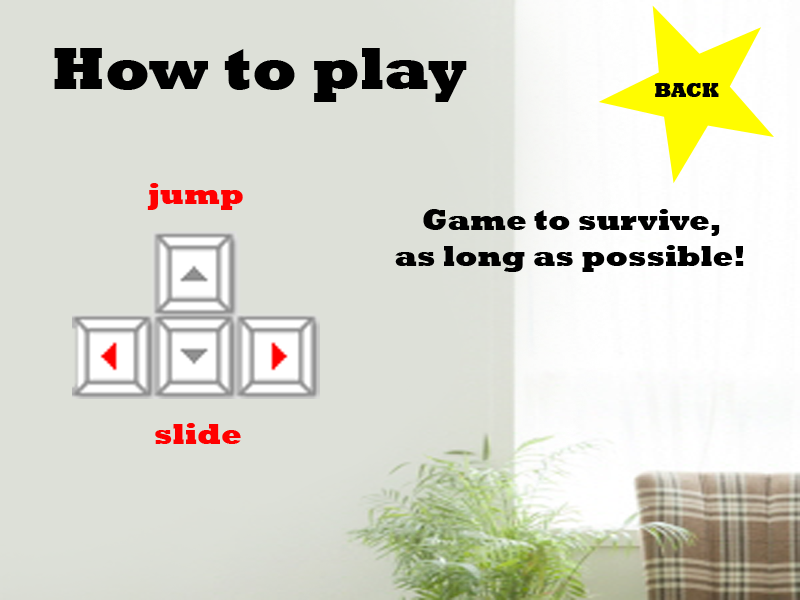 How to play
BACK
jump
Game to survive,
as long as possible!
slide